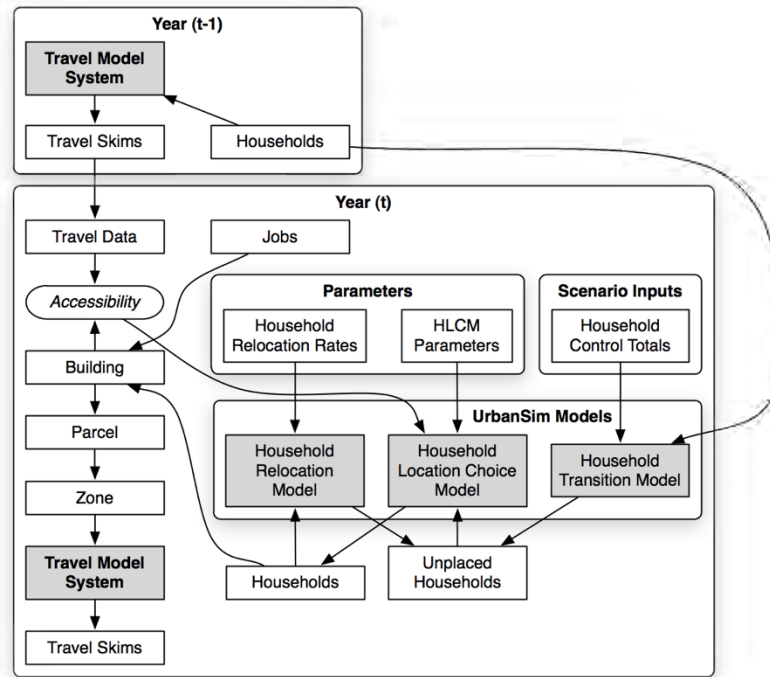 Year (t-1)
Travel Model
System
Travel Skims
Households
Year (t)
Travel Data
Jobs
Accessibility
Parameters
Scenario Inputs
Household
Relocation Rates
HLCM
Parameters
Household
Control Totals
Building
UrbanSim Models
Parcel
Household
Relocation
Model
Household
Location Choice
Model
Household
Transition Model
Zone
Travel Model
System
Households
Unplaced
Households
Travel Skims